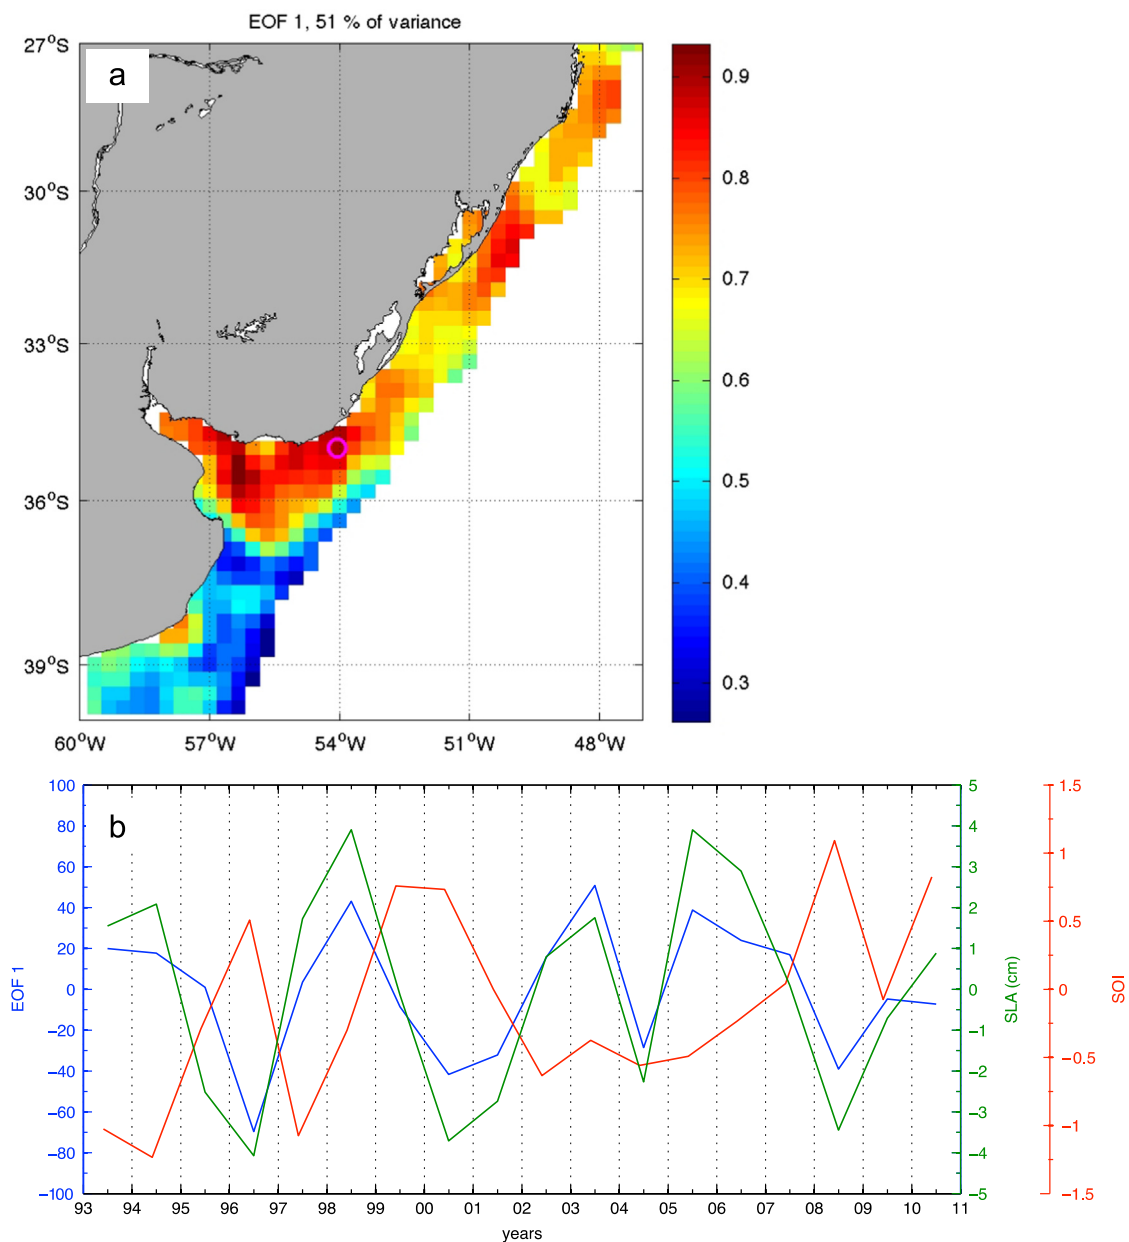 EOF 1, 51 % of variance
a
27°S
30°S
33°S
36°S
39°S
60°W 57°W 54°W 51°W 48°W
0.9
0.8
0.7
0.6
0.5
0.4
0.3
b
EOF 1
100
80
60
40
20
0
−20
−40
−60
−80
−100
5
4
3
2
1
0
−1
−2
−3
−4
−5
SLA (cm)
1.5
1
0.5
0
−0.5
−1
−1.5
SOI
93 94 95 96 97 98 99 00 01 02 03 04 05 06 07 08 09 10 11
years